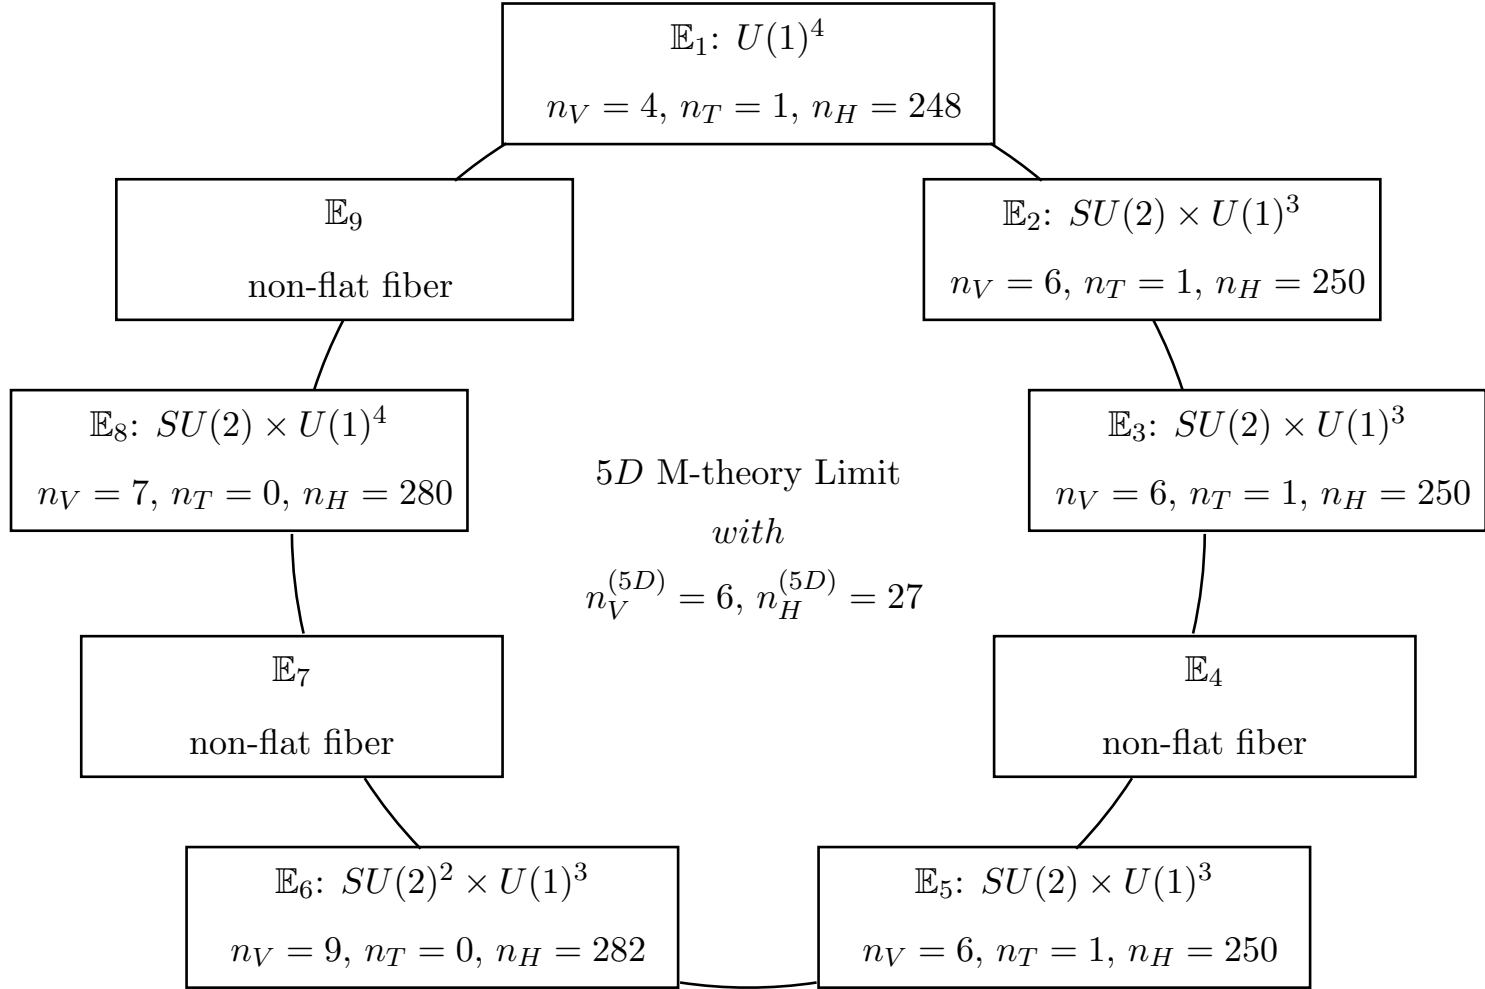 𝔼₁: U(1)⁴
n_V = 4, n_T = 1, n_H = 248
𝔼₉
non-flat fiber
𝔼₂: SU(2) × U(1)³
n_V = 6, n_T = 1, n_H = 250
𝔼₈: SU(2) × U(1)⁴
n_V = 7, n_T = 0, n_H = 280
5D M-theory Limit
with
n_V^{(5D)} = 6, n_H^{(5D)} = 27
𝔼₃: SU(2) × U(1)³
n_V = 6, n_T = 1, n_H = 250
𝔼₇
non-flat fiber
𝔼₄
non-flat fiber
𝔼₆: SU(2)² × U(1)³
n_V = 9, n_T = 0, n_H = 282
𝔼₅: SU(2) × U(1)³
n_V = 6, n_T = 1, n_H = 250